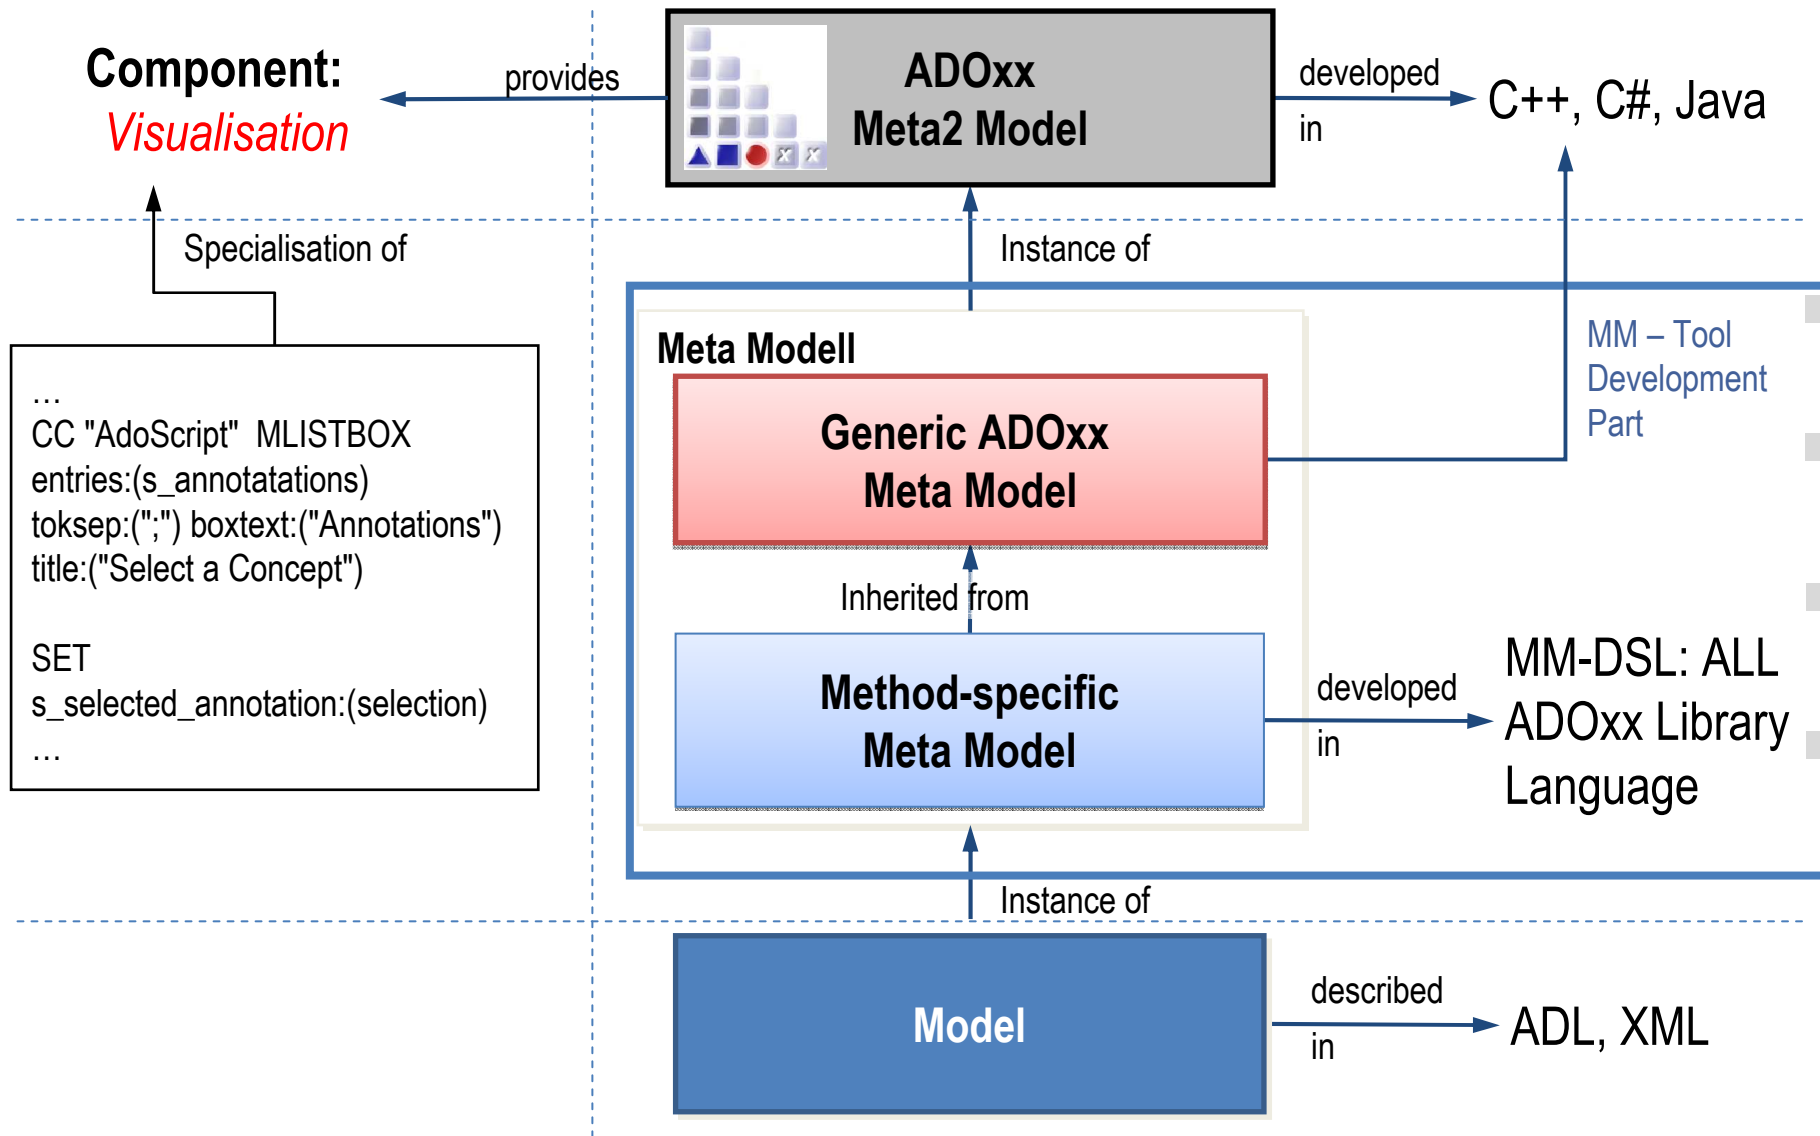 Component:
Visualisation
provides
ADOxx
Meta2 Model
developed
in
C++, C#, Java
Specialisation of
Instance of
…
CC "AdoScript"  MLISTBOX
entries:(s_annotatations)
toksep:(";") boxtext:("Annotations")
title:("Select a Concept")
SET
s_selected_annotation:(selection)
…
Meta Modell
Generic ADOxx
Meta Model
MM – Tool
Development
Part
Inherited from
Method-specific
Meta Model
developed
in
MM-DSL: ALL
ADOxx Library
Language
Instance of
Model
described
in
ADL, XML